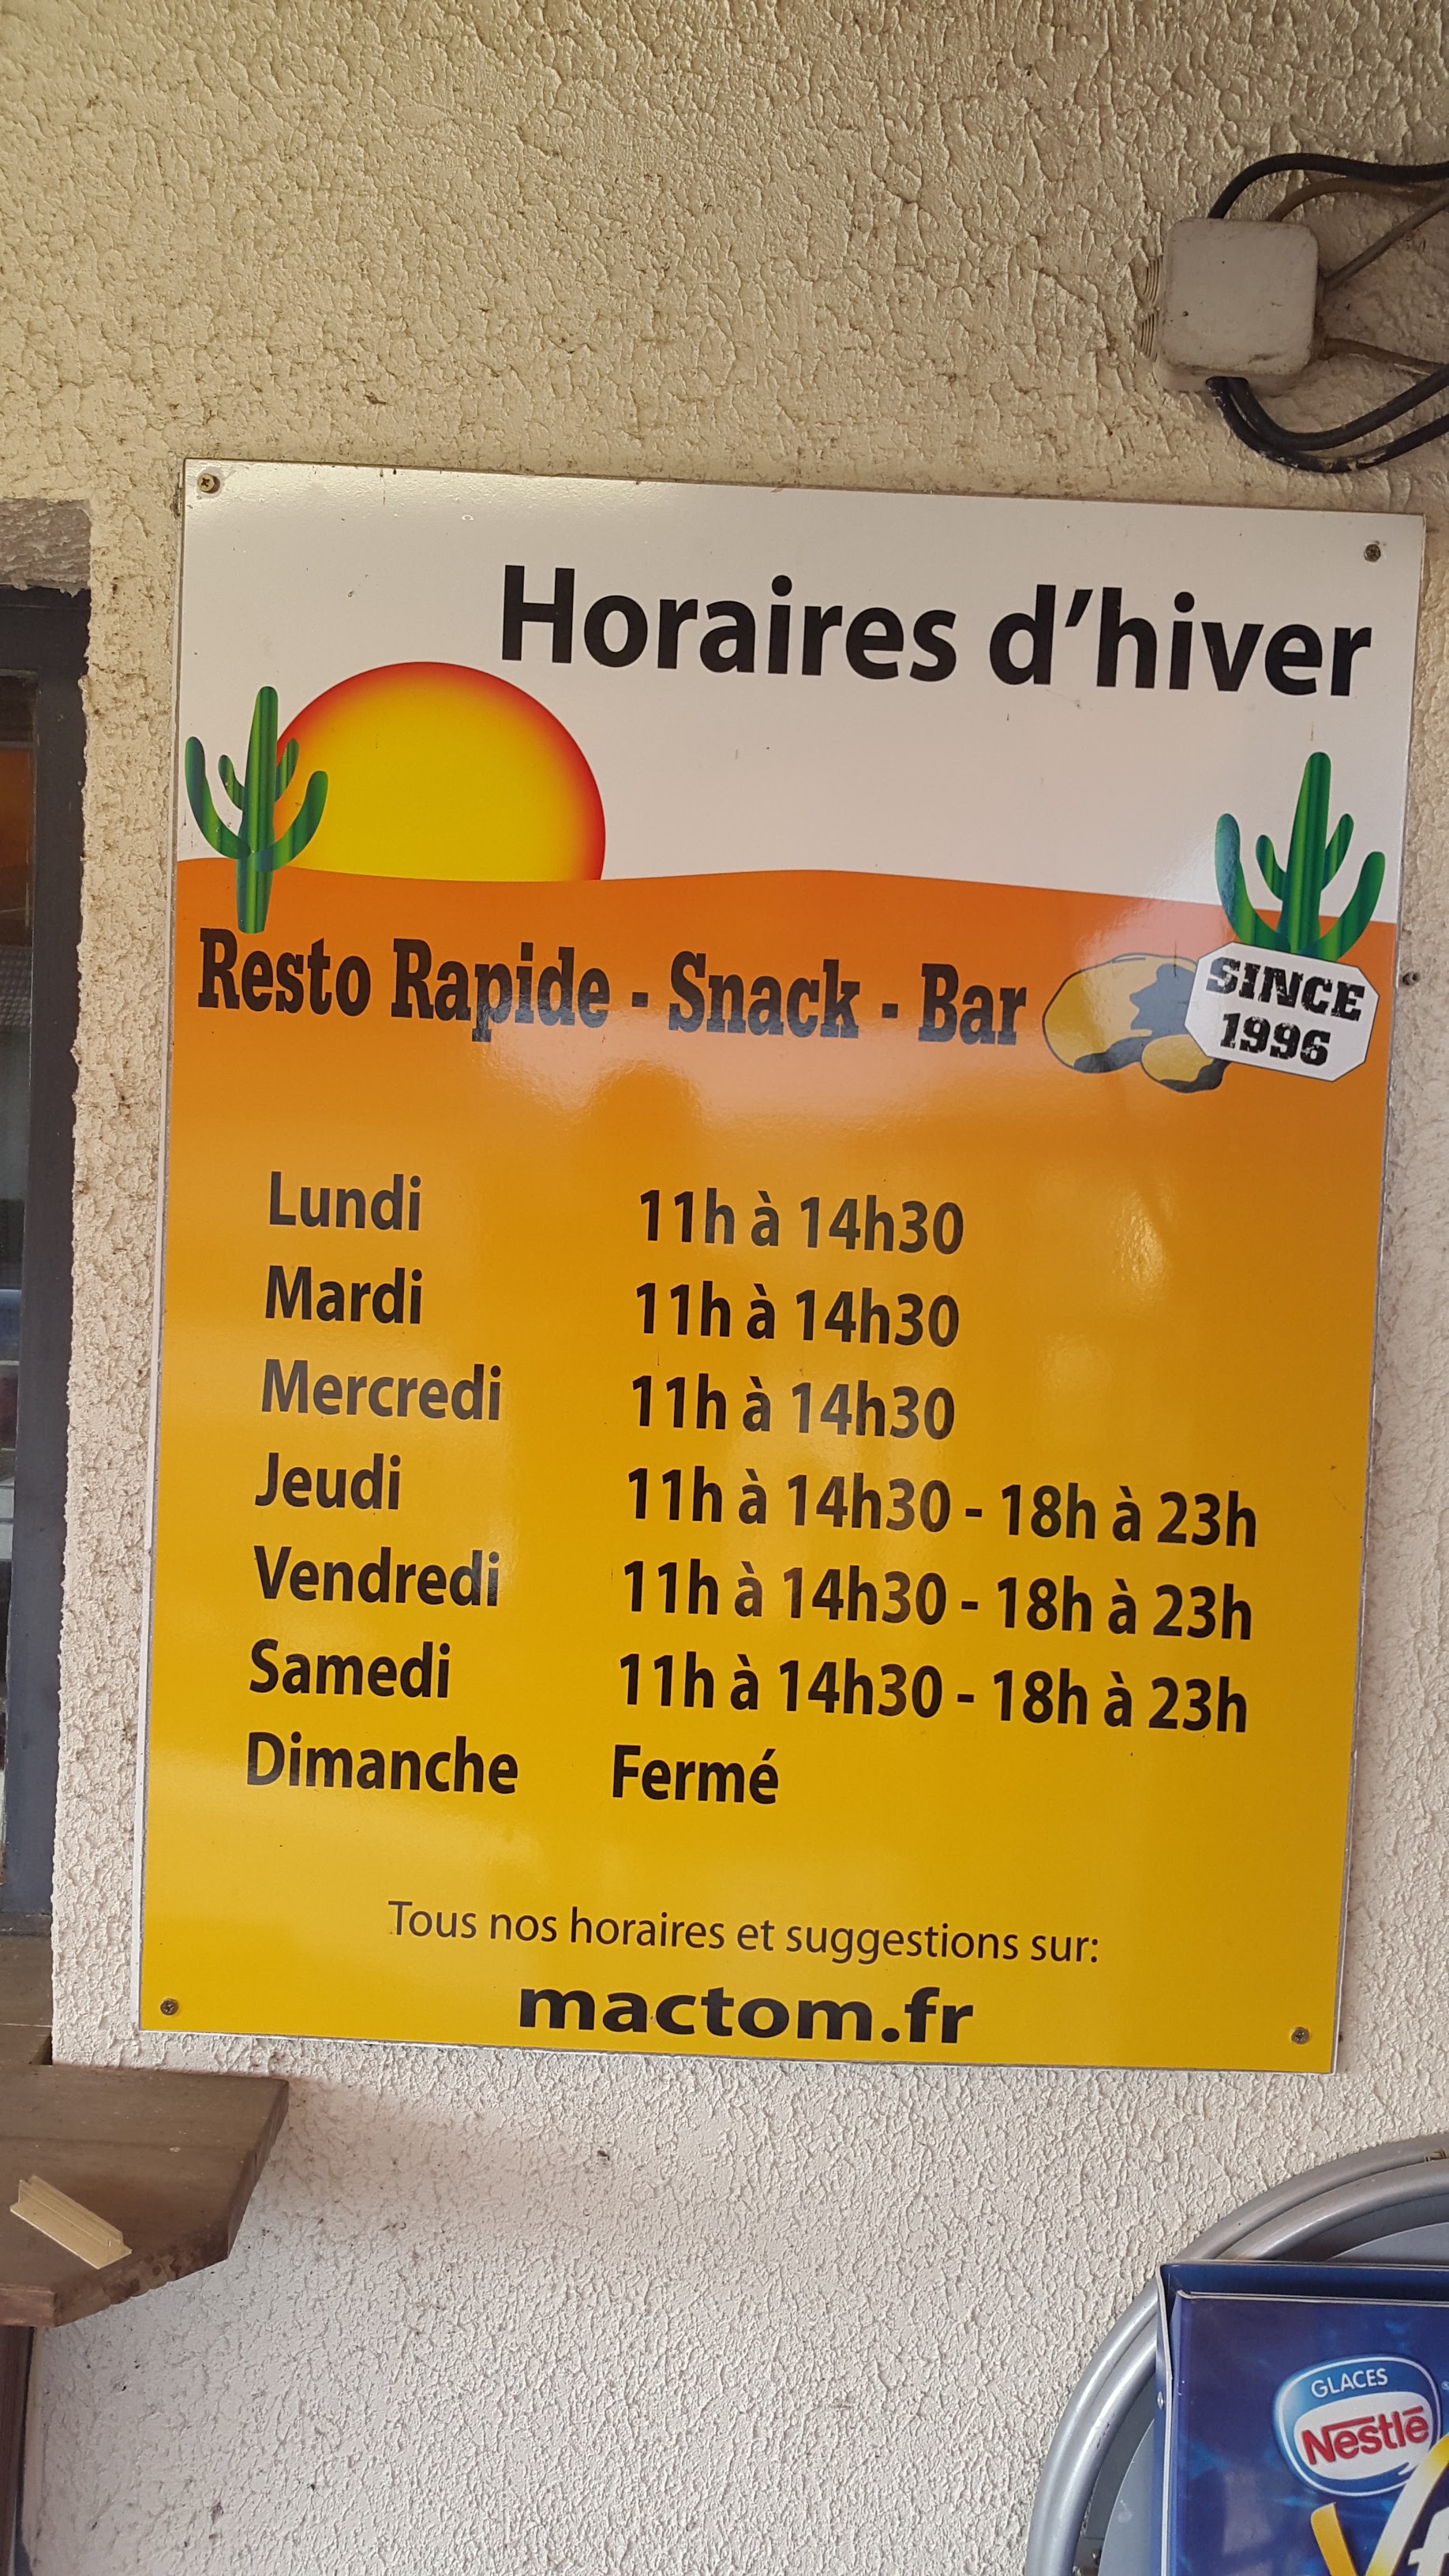 Horaires d'hiver
Resto Rapide - Snack - Bar
SINCE
1996
Lundi 11h à 14h30
Mardi 11h à 14h30
Mercredi 11h à 14h30
Jeudi 11h à 14h30 - 18h à 23h
Vendredi 11h à 14h30 - 18h à 23h
Samedi 11h à 14h30 - 18h à 23h
Dimanche Fermé
Tous nos horaires et suggestions sur:
mactom.fr
GLACES
Nestlé